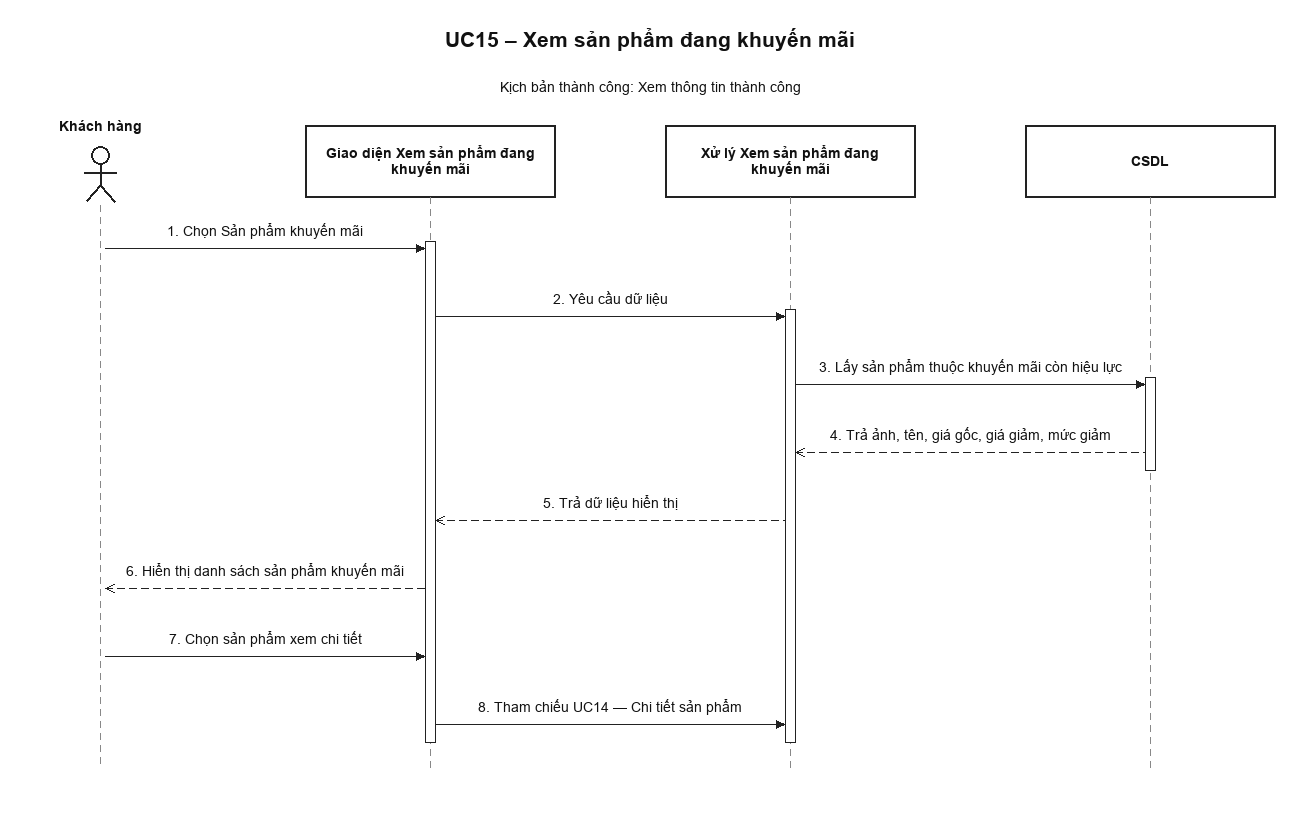 UC15 – Xem sản phẩm đang khuyến mãi
Kịch bản thành công: Xem thông tin thành công
Khách hàng
Giao diện Xem sản phẩm đang
khuyến mãi
Xử lý Xem sản phẩm đang
khuyến mãi
CSDL
1. Chọn Sản phẩm khuyến mãi
2. Yêu cầu dữ liệu
3. Lấy sản phẩm thuộc khuyến mãi còn hiệu lực
4. Trả ảnh, tên, giá gốc, giá giảm, mức giảm
5. Trả dữ liệu hiển thị
6. Hiển thị danh sách sản phẩm khuyến mãi
7. Chọn sản phẩm xem chi tiết
8. Tham chiếu UC14 — Chi tiết sản phẩm